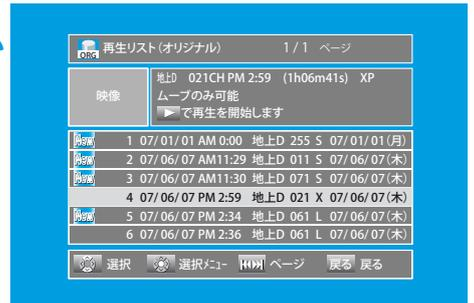 ORG 再生リスト(オリジナル) 1/1 ページ
映像
地上D 021CH PM 2:59 (1h06m41s) XP
ムーブのみ可能
で再生を開始します
New 1 07/01/01 AM 0:00 地上D 255 S 07/01/01(月)
New 2 07/06/07 AM11:29 地上D 011 S 07/06/07(木)
New 3 07/06/07 AM11:30 地上D 071 S 07/06/07(木)
4 07/06/07 PM 2:59 地上D 021 X 07/06/07(木)
New 5 07/06/07 PM 2:34 地上D 061 L 07/06/07(木)
6 07/06/07 PM 2:36 地上D 061 L 07/06/07(木)
選択 選択メニュー ページ 戻る 戻る